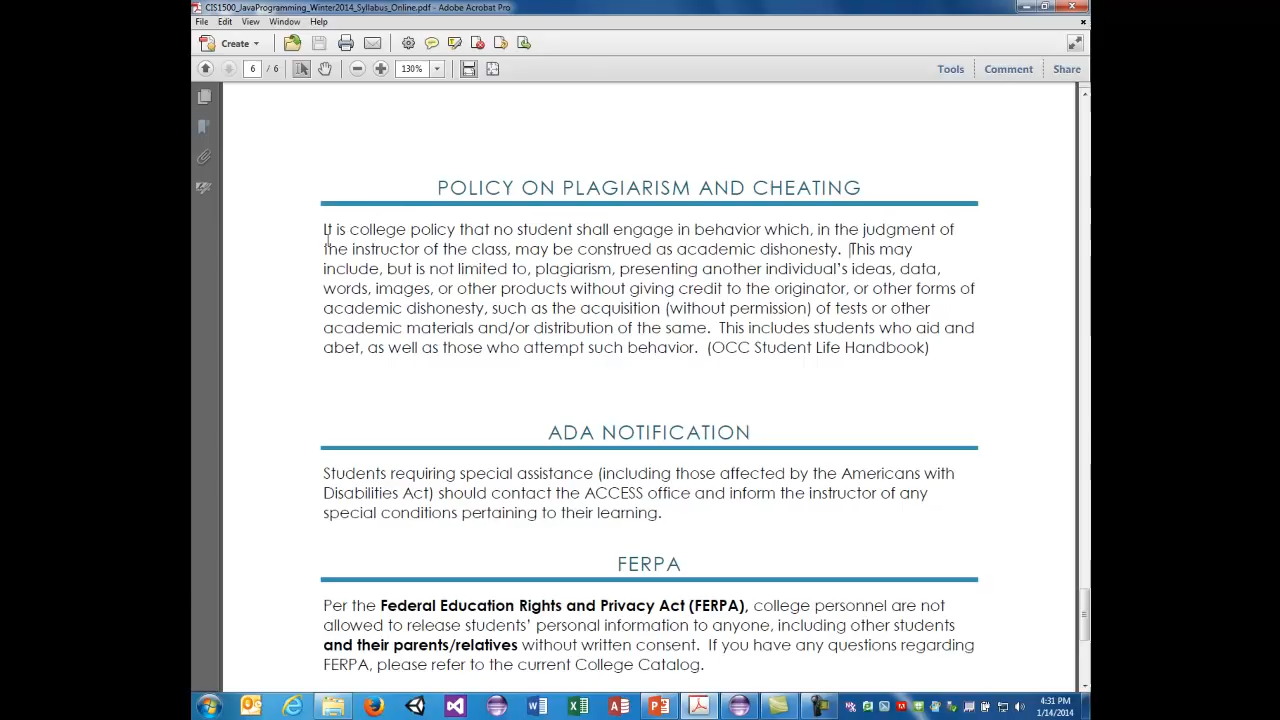 CIS1500_JavaProgramming_Winter2014_Syllabus_Online.pdf - Adobe Acrobat Pro
File Edit View Window Help
Create
6 / 6 130% Tools Comment Share
POLICY ON PLAGIARISM AND CHEATING
It is college policy that no student shall engage in behavior which, in the judgment of
the instructor of the class, may be construed as academic dishonesty. This may
include, but is not limited to, plagiarism, presenting another individual's ideas, data,
words, images, or other products without giving credit to the originator, or other forms of
academic dishonesty, such as the acquisition (without permission) of tests or other
academic materials and/or distribution of the same. This includes students who aid and
abet, as well as those who attempt such behavior. (OCC Student Life Handbook)
ADA NOTIFICATION
Students requiring special assistance (including those affected by the Americans with
Disabilities Act) should contact the ACCESS office and inform the instructor of any
special conditions pertaining to their learning.
FERPA
Per the Federal Education Rights and Privacy Act (FERPA), college personnel are not
allowed to release students' personal information to anyone, including other students
and their parents/relatives without written consent. If you have any questions regarding
FERPA, please refer to the current College Catalog.
4:31 PM
1/14/2014